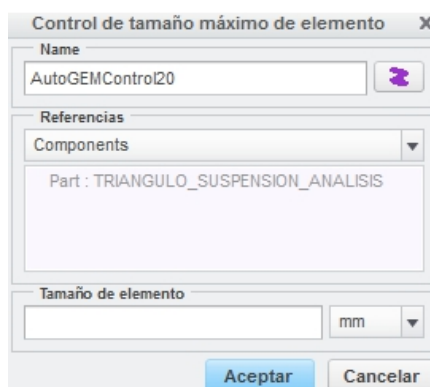 Control de tamaño máximo de elemento X
Name
AutoGEMControl20
Referencias
Components
Part : TRIANGULO_SUSPENSION_ANALISIS
Tamaño de elemento
mm
Aceptar Cancelar